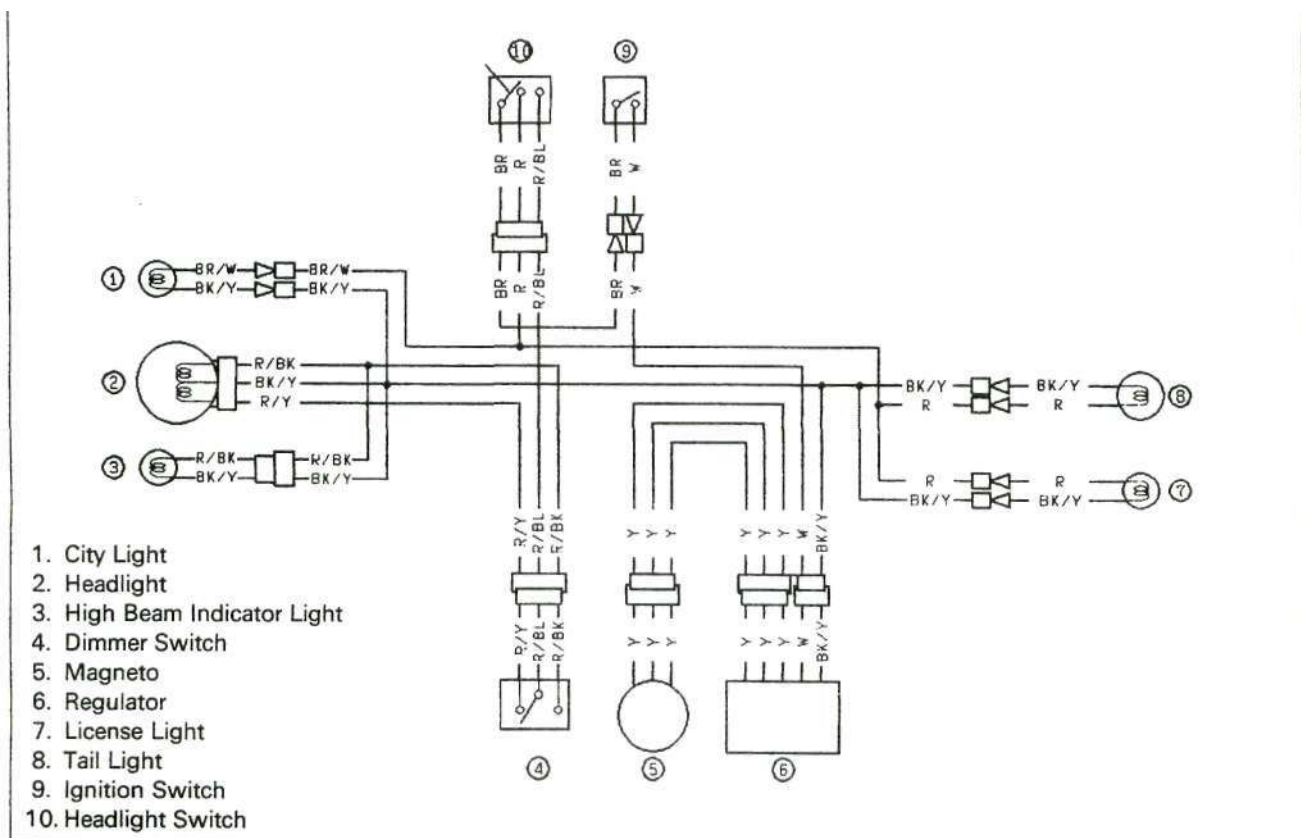 10 9
BR R R/BL BR W
1 BR/W BR/W
BK/Y BK/Y
BR R R/BL BR W
2 R/BK
BK/Y BK/Y BK/Y 8
R/Y R R
3 R/BK R/BK
BK/Y BK/Y
R R 7
BK/Y BK/Y
R/Y R/BL R/BK Y Y Y Y Y Y W BK/Y
R/Y R/BL R/BK Y Y Y Y Y Y W BK/Y
4 5 6
1. City Light
2. Headlight
3. High Beam Indicator Light
4. Dimmer Switch
5. Magneto
6. Regulator
7. License Light
8. Tail Light
9. Ignition Switch
10. Headlight Switch